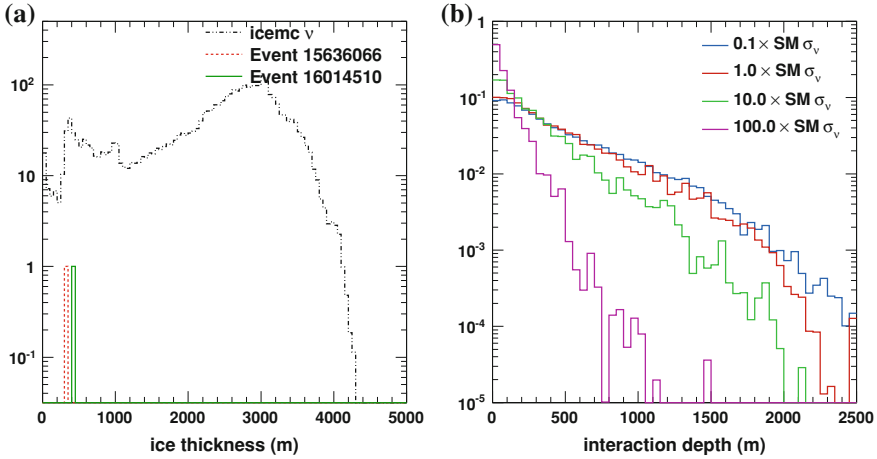 (a)
icemc ν
Event 15636066
Event 16014510
10²
10
1
10⁻¹
0 1000 2000 3000 4000 5000
ice thickness (m)
(b)
0.1× SM σν
1.0× SM σν
10.0× SM σν
100.0× SM σν
1
10⁻¹
10⁻²
10⁻³
10⁻⁴
10⁻⁵
0 500 1000 1500 2000 2500
interaction depth (m)